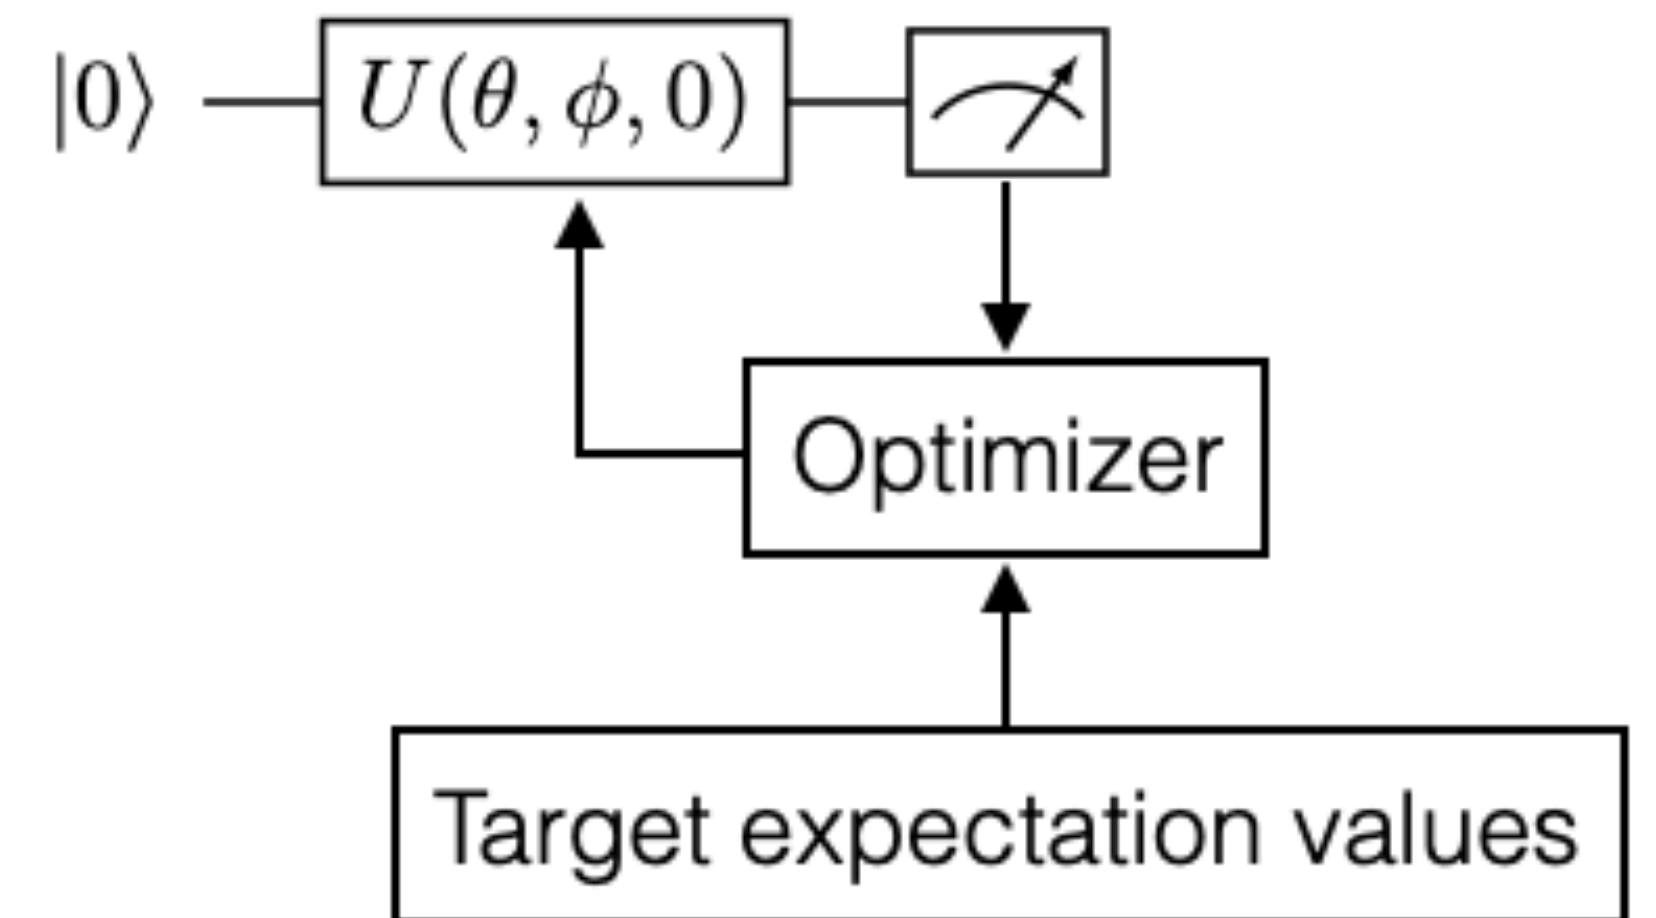 |0⟩ U(θ, ϕ, 0)
Optimizer
Target expectation values